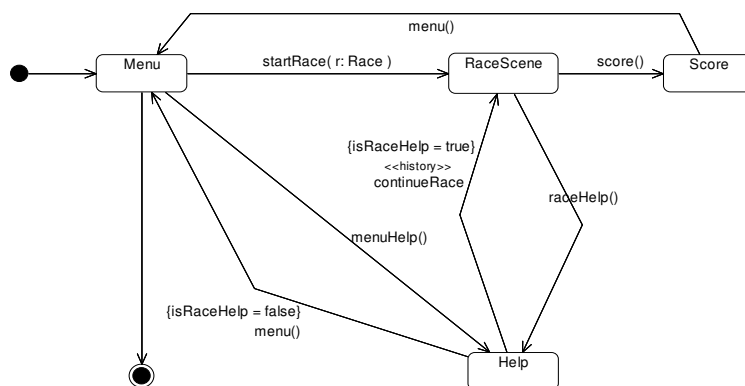 menu()
Menu
startRace( r: Race )
RaceScene
score()
Score
{isRaceHelp = true}
<<history>>
continueRace
raceHelp()
menuHelp()
{isRaceHelp = false}
menu()
Help